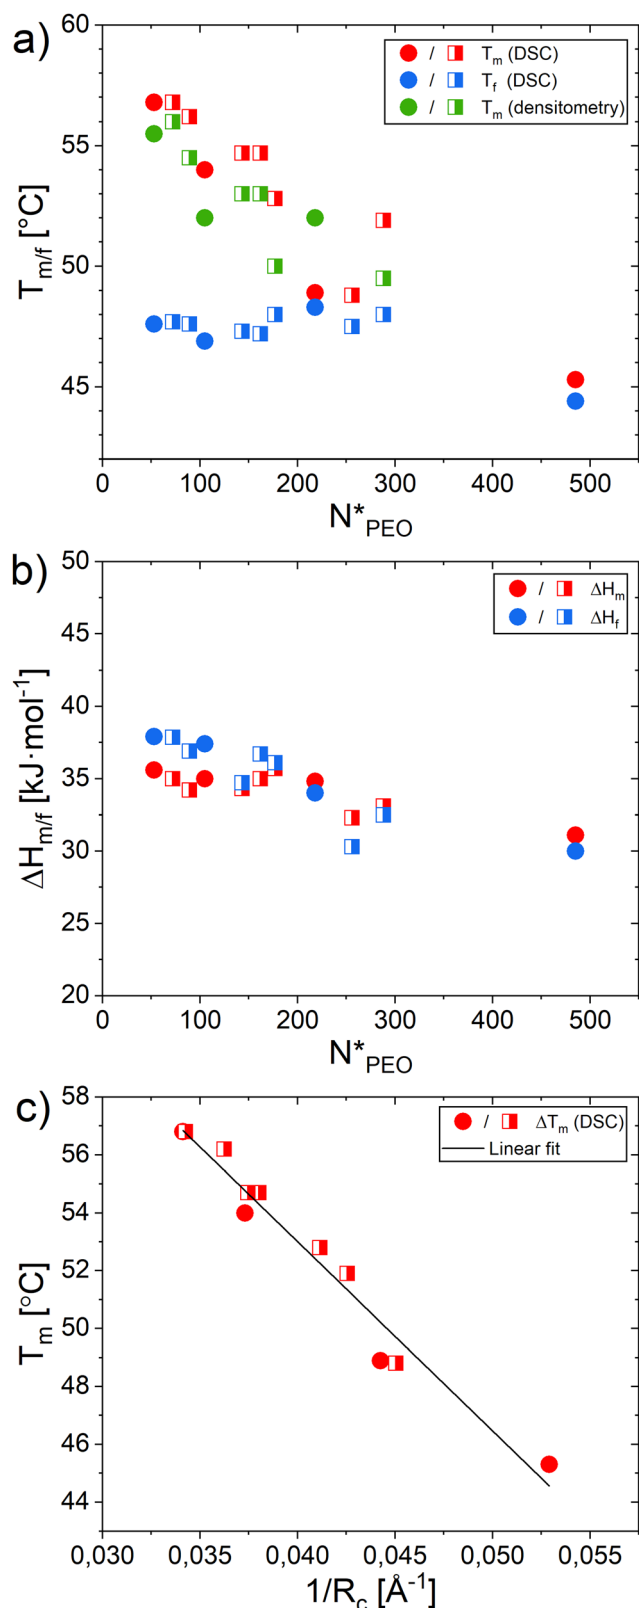 a)
60
55
50
45
T_m/f [°C]
/ T_m (DSC)
/ T_f (DSC)
/ T_m (densitometry)
0 100 200 300 400 500
N*_PEO
b)
50
45
40
35
30
25
20
ΔH_m/f [kJ·mol⁻¹]
/ ΔH_m
/ ΔH_f
0 100 200 300 400 500
N*_PEO
c)
58
56
54
52
50
48
46
44
T_m [°C]
/ ΔT_m (DSC)
Linear fit
0,030 0,035 0,040 0,045 0,050 0,055
1/R_c [Å⁻¹]